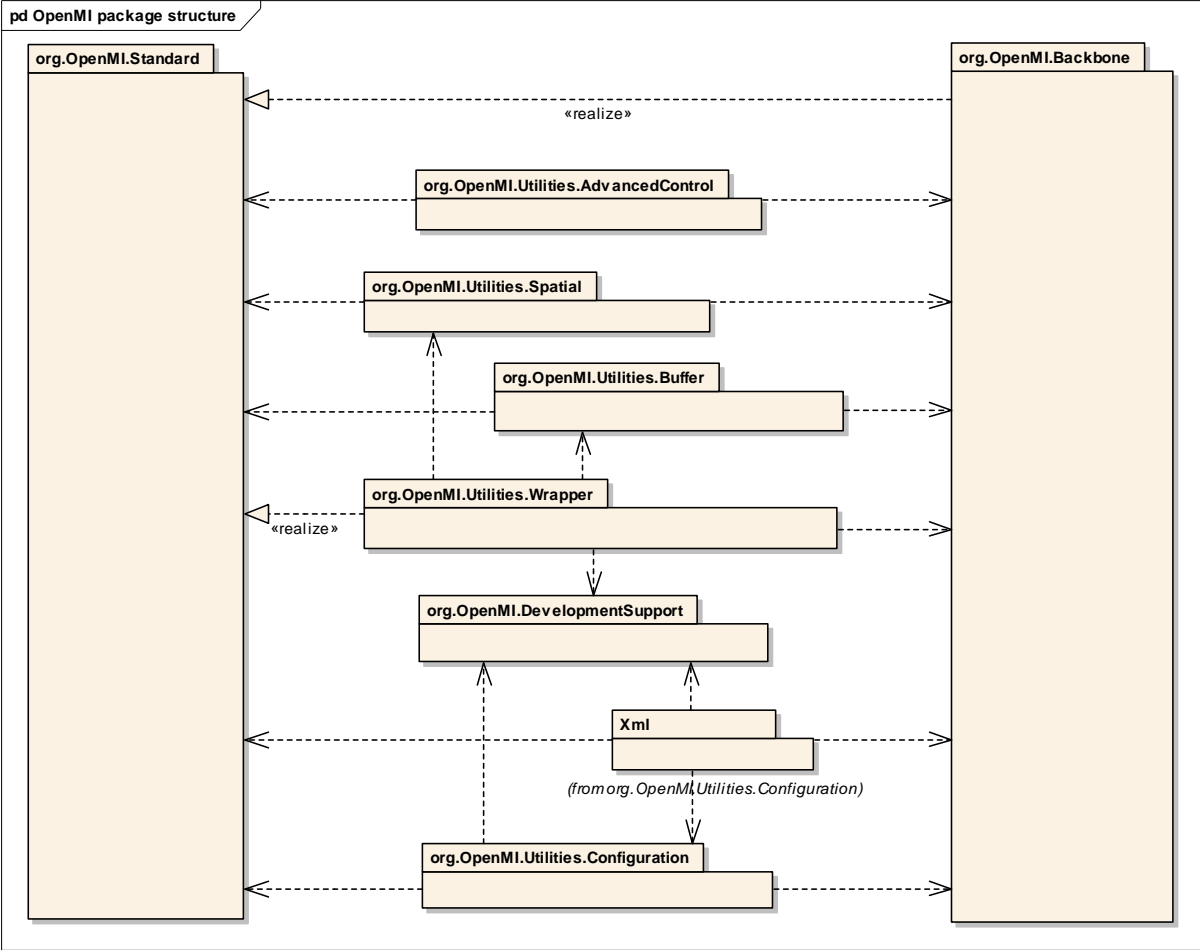 pd OpenMI package structure
org.OpenMI.Standard
org.OpenMI.Backbone
«realize»
org.OpenMI.Utilities.AdvancedControl
org.OpenMI.Utilities.Spatial
org.OpenMI.Utilities.Buffer
org.OpenMI.Utilities.Wrapper
«realize»
org.OpenMI.DevelopmentSupport
Xml
(from org.OpenMI.Utilities.Configuration)
org.OpenMI.Utilities.Configuration